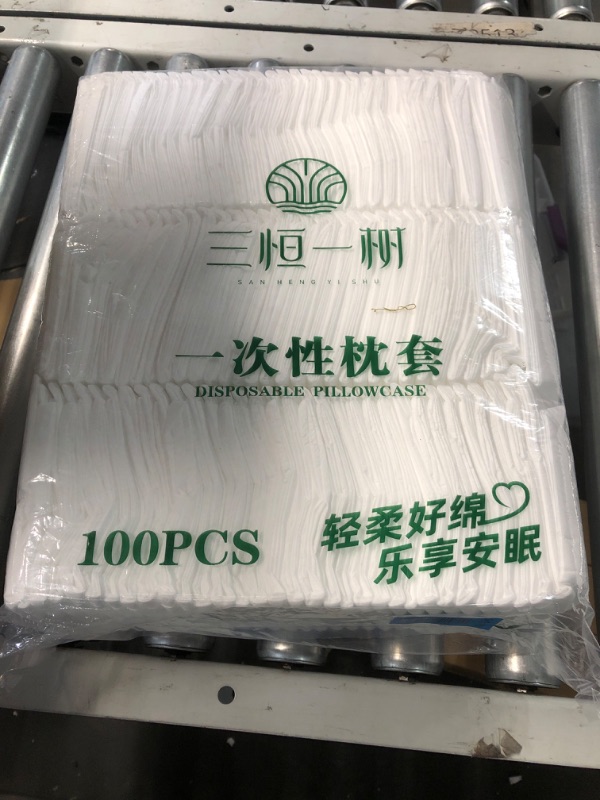 三恒一树
SAN HENG YI SHU
一次性枕套
DISPOSABLE PILLOWCASE
100PCS
轻柔好绵
乐享安眠